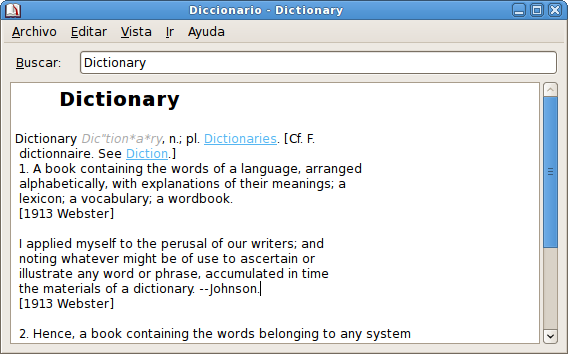 Diccionario - Dictionary
Archivo Editar Vista Ir Ayuda
Buscar: Dictionary
Dictionary
Dictionary Dic"tion*a*ry, n.; pl. Dictionaries. [Cf. F.
dictionnaire. See Diction.]
1. A book containing the words of a language, arranged
alphabetically, with explanations of their meanings; a
lexicon; a vocabulary; a wordbook.
[1913 Webster]
I applied myself to the perusal of our writers; and
noting whatever might be of use to ascertain or
illustrate any word or phrase, accumulated in time
the materials of a dictionary. --Johnson.
[1913 Webster]
2. Hence, a book containing the words belonging to any system